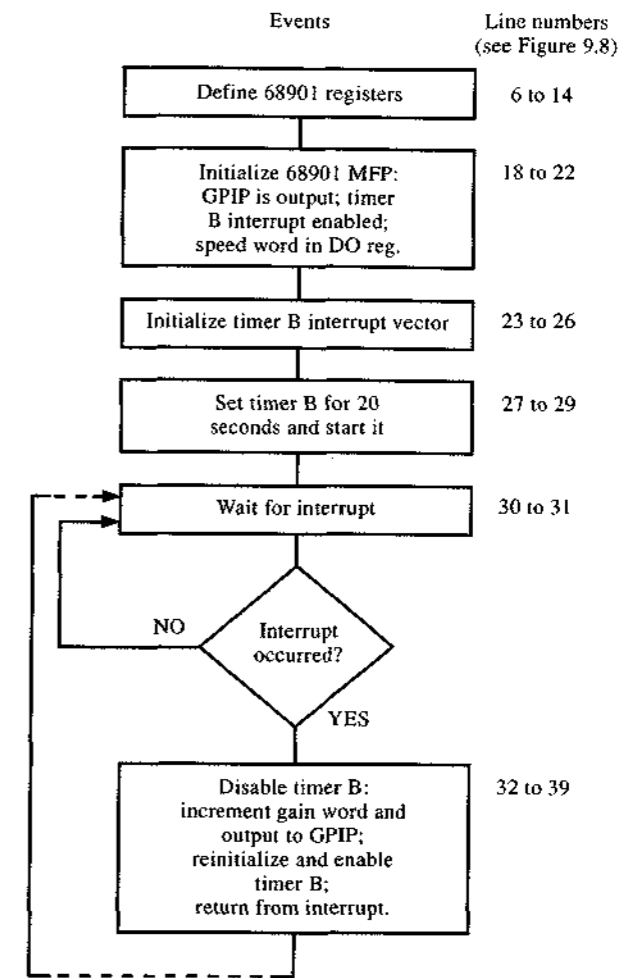 Events Line numbers
(see Figure 9.8)
Define 68901 registers 6 to 14
Initialize 68901 MFP: 18 to 22
GPIP is output; timer
B interrupt enabled;
speed word in DO reg.
Initialize timer B interrupt vector 23 to 26
Set timer B for 20 27 to 29
seconds and start it
Wait for interrupt 30 to 31
NO
Interrupt
occurred?
YES
Disable timer B: 32 to 39
increment gain word and
output to GPIP;
reinitialize and enable
timer B;
return from interrupt.